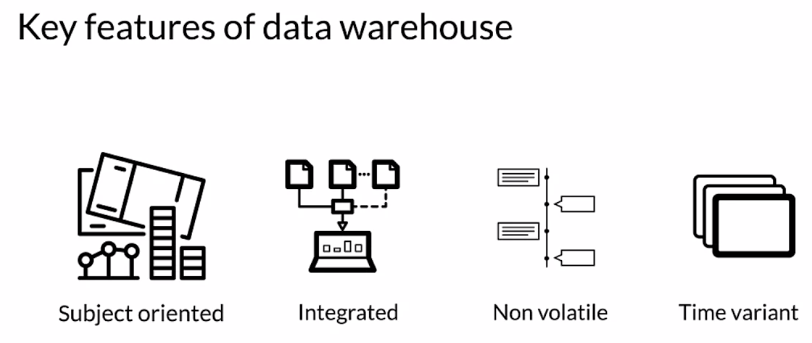 Key features of data warehouse
Subject oriented
Integrated
Non volatile
Time variant